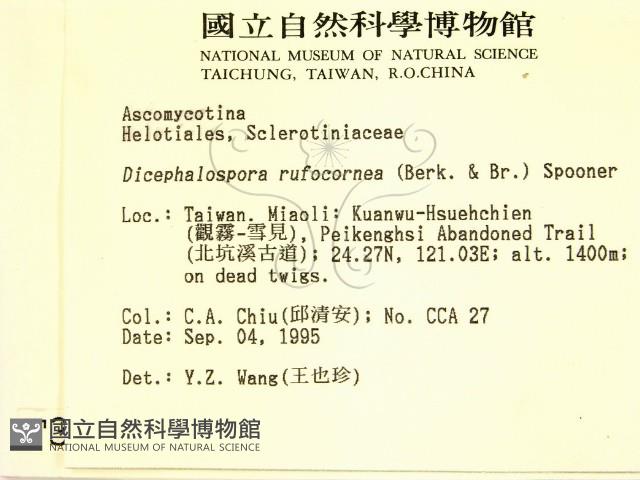 國立自然科學博物館
NATIONAL MUSEUM OF NATURAL SCIENCE
TAICHUNG, TAIWAN, R.O.CHINA
Ascomycotina
Helotiales, Sclerotiniaceae
Dicephalospora rufocornea (Berk. & Br.) Spooner
Loc.: Taiwan. Miaoli: Kuanwu-Hsuehchien
(觀霧-雪見), Peikenghsi Abandoned Trail
(北坑溪古道); 24.27N, 121.03E; alt. 1400m;
on dead twigs.
Col.: C.A. Chiu(邱清安); No. CCA 27
Date: Sep. 04, 1995
Det.: Y.Z. Wang(王也珍)
國立自然科學博物館
NATIONAL MUSEUM OF NATURAL SCIENCE